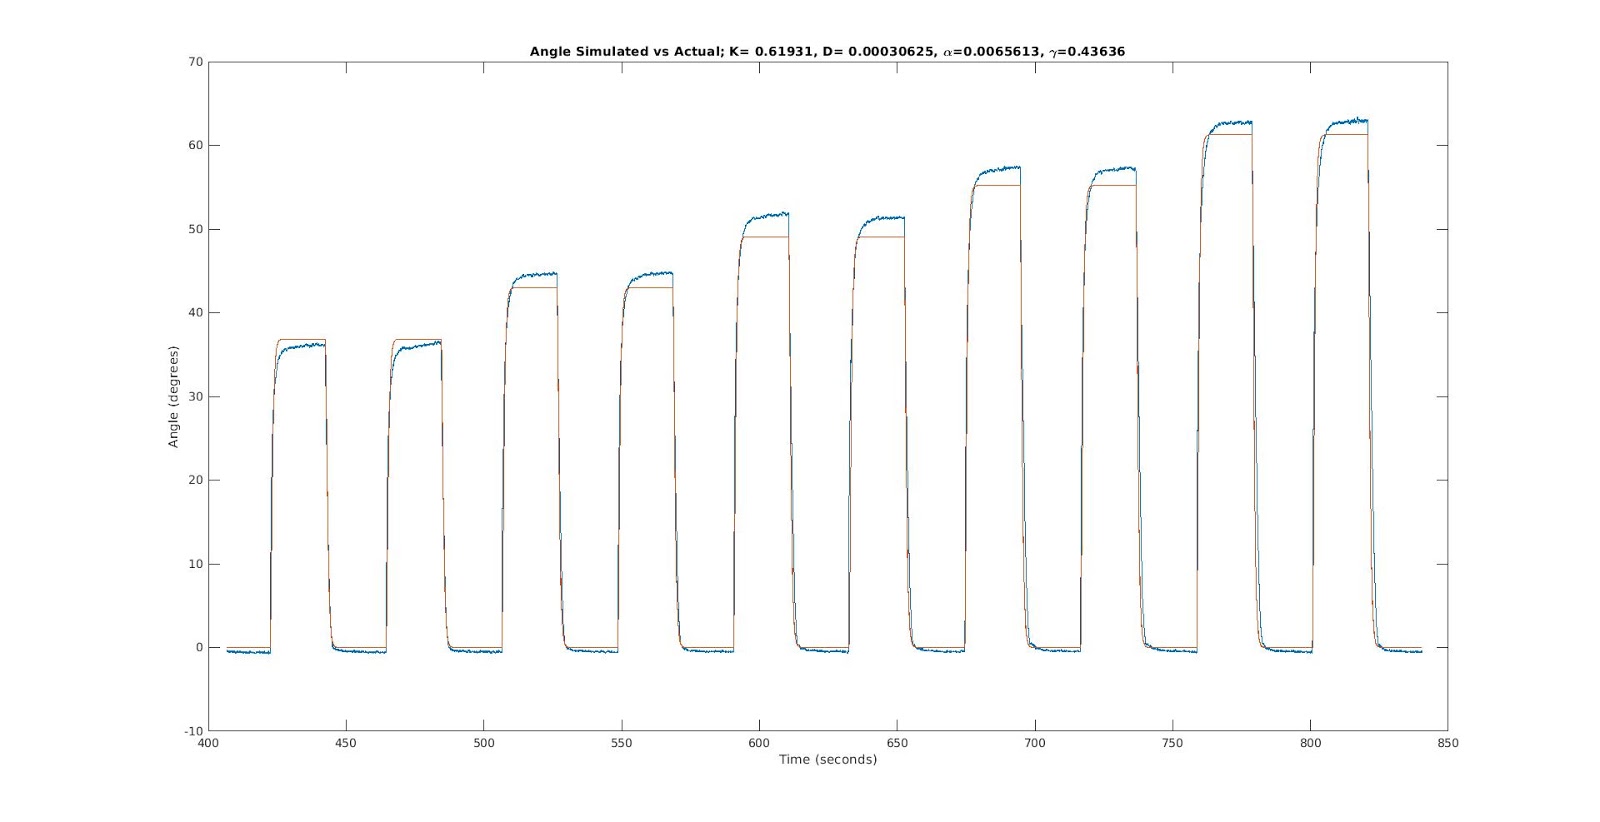 Angle Simulated vs Actual; K= 0.61931, D= 0.00030625, α=0.0065613, γ=0.43636
70
60
50
40
30
20
10
0
-10
Angle (degrees)
400 450 500 550 600 650 700 750 800 850
Time (seconds)